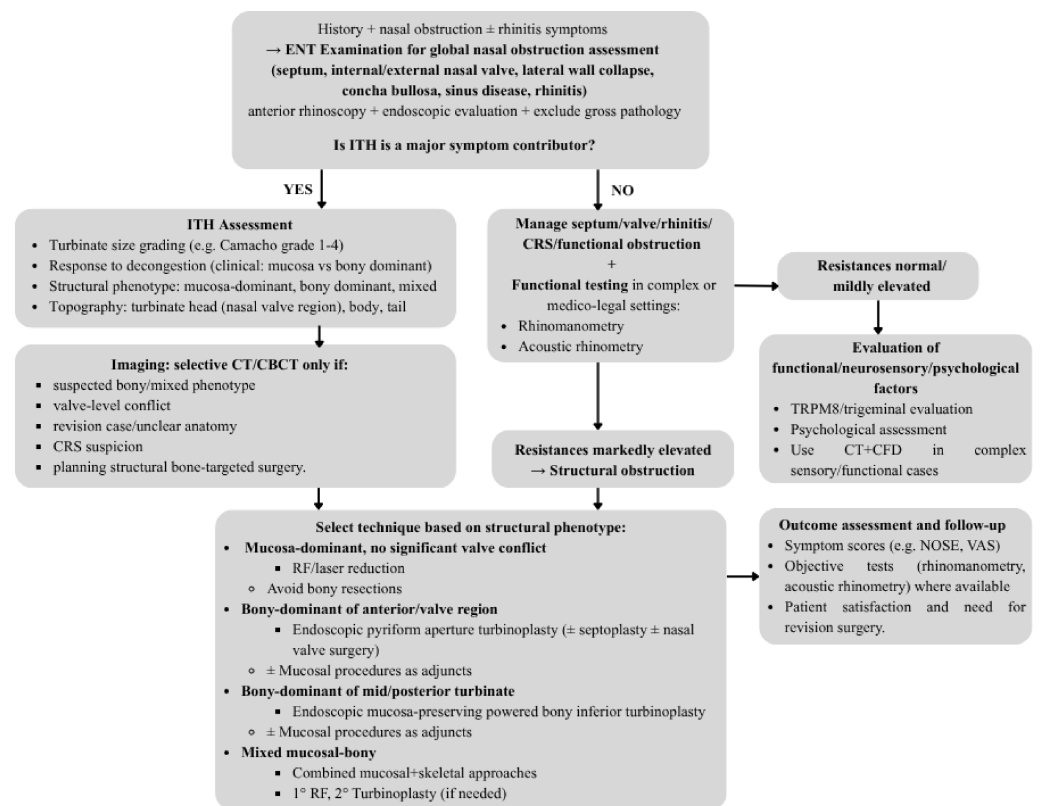 History + nasal obstruction ± rhinitis symptoms
→ ENT Examination for global nasal obstruction assessment
(septum, internal/external nasal valve, lateral wall collapse,
concha bullosa, sinus disease, rhinitis)
anterior rhinoscopy + endoscopic evaluation + exclude gross pathology
Is ITH is a major symptom contributor?
YES
NO
ITH Assessment
• Turbinate size grading (e.g. Camacho grade 1-4)
• Response to decongestion (clinical: mucosa vs bony dominant)
• Structural phenotype: mucosa-dominant, bony dominant, mixed
• Topography: turbinate head (nasal valve region), body, tail
Imaging: selective CT/CBCT only if:
▪ suspected bony/mixed phenotype
▪ valve-level conflict
▪ revision case/unclear anatomy
▪ CRS suspicion
▪ planning structural bone-targeted surgery.
Manage septum/valve/rhinitis/
CRS/functional obstruction
+
Functional testing in complex or
medico-legal settings:
• Rhinomanometry
• Acoustic rhinometry
Resistances normal/
mildly elevated
Evaluation of
functional/neurosensory/psychological
factors
• TRPM8/trigeminal evaluation
• Psychological assessment
• Use CT+CFD in complex
sensory/functional cases
Resistances markedly elevated
→ Structural obstruction
Select technique based on structural phenotype:
• Mucosa-dominant, no significant valve conflict
▪ RF/laser reduction
○ Avoid bony resections
• Bony-dominant of anterior/valve region
▪ Endoscopic pyriform aperture turbinoplasty (± septoplasty ± nasal
valve surgery)
○ ± Mucosal procedures as adjuncts
• Bony-dominant of mid/posterior turbinate
▪ Endoscopic mucosa-preserving powered bony inferior turbinoplasty
○ ± Mucosal procedures as adjuncts
• Mixed mucosal-bony
▪ Combined mucosal+skeletal approaches
▪ 1° RF, 2° Turbinoplasty (if needed)
Outcome assessment and follow-up
• Symptom scores (e.g. NOSE, VAS)
• Objective tests (rhinomanometry,
acoustic rhinometry) where available
• Patient satisfaction and need for
revision surgery.